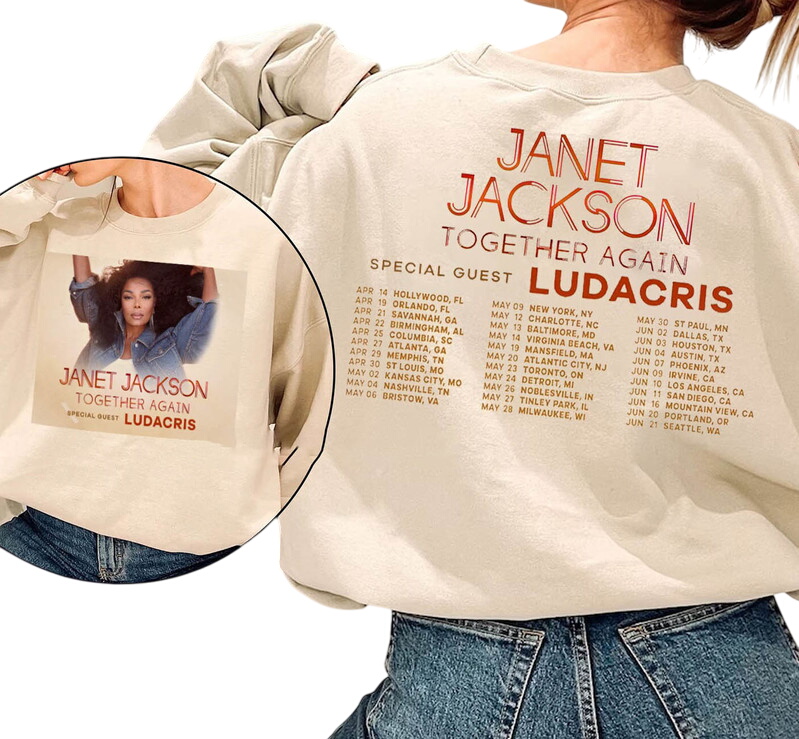 JANET
JACKSON
TOGETHER AGAIN
SPECIAL GUEST LUDACRIS
APR 14 HOLLYWOOD, FL
APR 19 ORLANDO, FL
APR 21 SAVANNAH, GA
APR 22 BIRMINGHAM, AL
APR 25 COLUMBIA, SC
APR 27 ATLANTA, GA
APR 29 MEMPHIS, TN
APR 30 ST LOUIS, MO
MAY 02 KANSAS CITY, MO
MAY 04 NASHVILLE, TN
MAY 06 BRISTOW, VA
MAY 09 NEW YORK, NY
MAY 12 CHARLOTTE, NC
MAY 13 BALTIMORE, MD
MAY 14 VIRGINIA BEACH, VA
MAY 19 MANSFIELD, MA
MAY 20 ATLANTIC CITY, NJ
MAY 23 TORONTO, ON
MAY 24 DETROIT, MI
MAY 26 NOBLESVILLE, IN
MAY 27 TINLEY PARK, IL
MAY 28 MILWAUKEE, WI
MAY 30 ST PAUL, MN
JUN 02 DALLAS, TX
JUN 03 HOUSTON, TX
JUN 04 AUSTIN, TX
JUN 07 PHOENIX, AZ
JUN 09 IRVINE, CA
JUN 10 LOS ANGELES, CA
JUN 11 SAN DIEGO, CA
JUN 16 MOUNTAIN VIEW, CA
JUN 20 PORTLAND, OR
JUN 21 SEATTLE, WA
JANET JACKSON
TOGETHER AGAIN
SPECIAL GUEST LUDACRIS